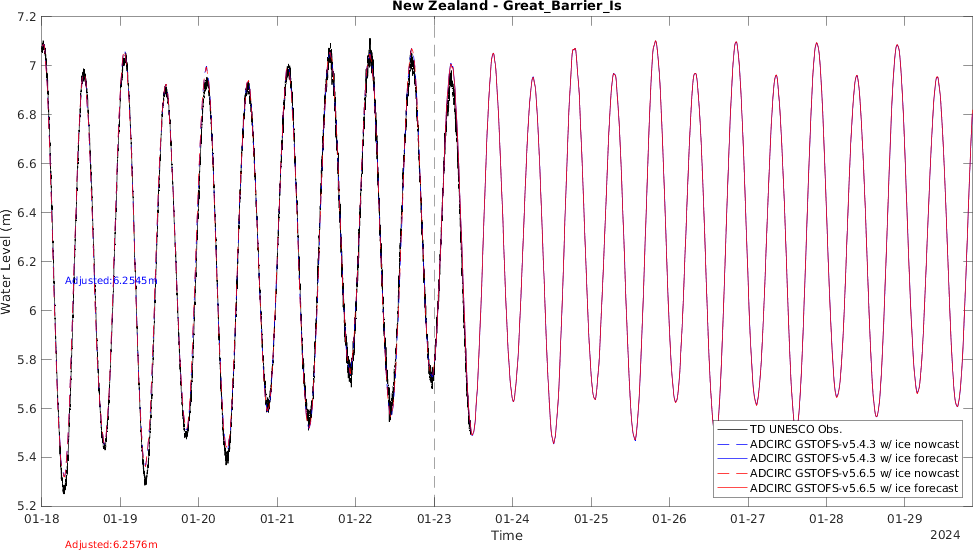 New Zealand - Great_Barrier_Is
7.2
7
6.8
6.6
6.4
6.2
6
5.8
5.6
5.4
5.2
Water Level (m)
Adjusted:6.2545m
TD UNESCO Obs.
ADCIRC GSTOFS-v5.4.3 w/ ice nowcast
ADCIRC GSTOFS-v5.4.3 w/ ice forecast
ADCIRC GSTOFS-v5.6.5 w/ ice nowcast
ADCIRC GSTOFS-v5.6.5 w/ ice forecast
01-18 01-19 01-20 01-21 01-22 01-23 01-24 01-25 01-26 01-27 01-28 01-29
Time
2024
Adjusted:6.2576m